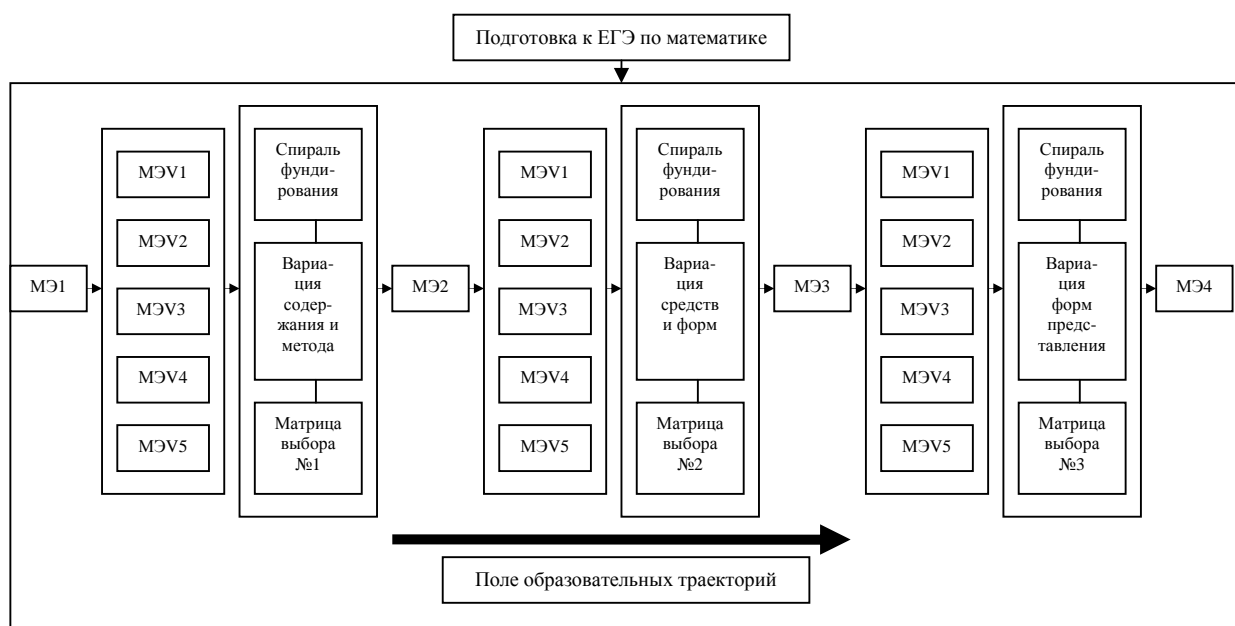 Подготовка к ЕГЭ по математике
МЭ1
МЭV1
МЭV2
МЭV3
МЭV4
МЭV5
Спираль
фунди-
рования
Вариа-
ция
содер-
жания и
метода
Матрица
выбора
№1
МЭ2
МЭV1
МЭV2
МЭV3
МЭV4
МЭV5
Спираль
фунди-
рования
Вариа-
ция
средств
и форм
Матрица
выбора
№2
МЭ3
МЭV1
МЭV2
МЭV3
МЭV4
МЭV5
Спираль
фунди-
рования
Вариа-
ция
форм
предс-
тавления
Матрица
выбора
№3
МЭ4
Поле образовательных траекторий